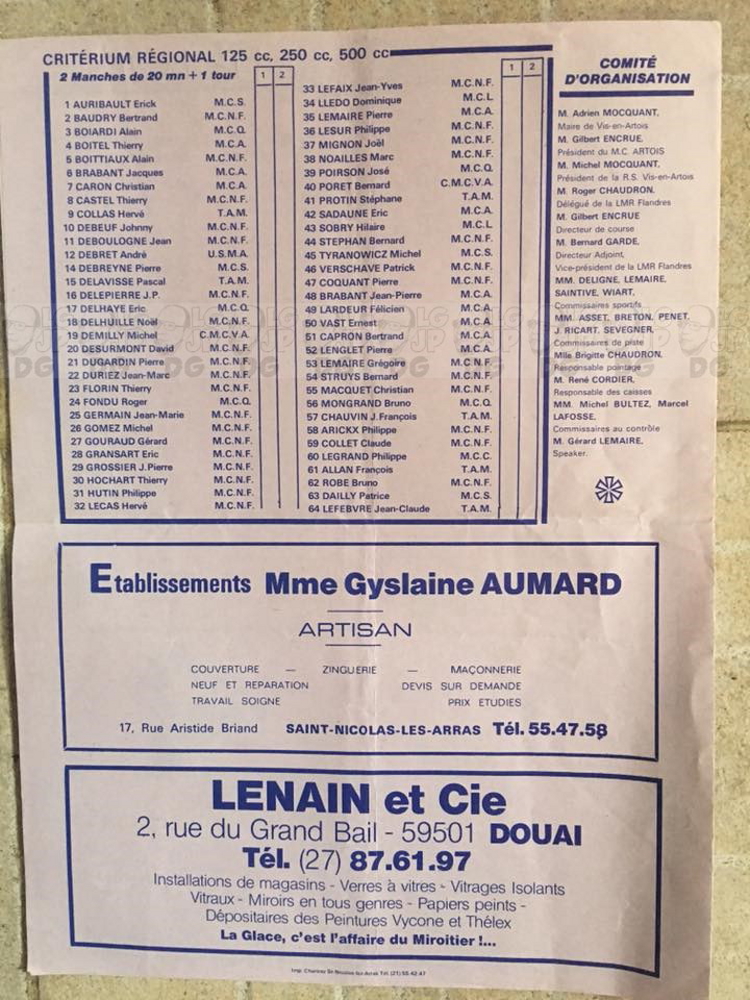 CRITÉRIUM RÉGIONAL 125 cc, 250 cc, 500 cc
2 Manches de 20 mn + 1 tour
1 2
1 AURIBAULT Erick M.C.S.
2 BAUDRY Bertrand M.C.N.F.
3 BOIARDI Alain M.C.Q.
4 BOITEL Thierry M.C.A.
5 BOITTIAUX Alain M.C.N.F.
6 BRABANT Jacques M.C.A.
7 CARON Christian M.C.A.
8 CASTEL Thierry M.C.N.F.
9 COLLAS Hervé T.A.M.
10 DEBEUF Johnny M.C.N.F.
11 DEBOULOGNE Jean M.C.N.F.
12 DEBRET André U.S.M.A.
14 DEBREYNE Pierre M.C.S.
15 DELAVISSE Pascal T.A.M.
16 DELEPIERRE J.P. M.C.N.F.
17 DELHAYE Eric M.C.Q.
18 DELHUILLE Noël M.C.N.F.
19 DEMILLY Michel C.M.C.V.A.
20 DESURMONT David M.C.N.F.
21 DUGARDIN Pierre M.C.N.F.
22 DURIEZ Jean-Marc M.C.N.F.
23 FLORIN Thierry M.C.N.F.
24 FONDU Roger M.C.Q.
25 GERMAIN Jean-Marie M.C.N.F.
26 GOMEZ Michel M.C.N.F.
27 GOURAUD Gérard M.C.N.F.
28 GRANSART Eric M.C.N.F.
29 GROSSIER J.Pierre M.C.N.F.
30 HOCHART Thierry M.C.N.F.
31 HUTIN Philippe M.C.N.F.
32 LECAS Hervé M.C.N.F.
1 2
33 LEFAIX Jean-Yves M.C.N.F.
34 LLEDO Dominique M.C.L
35 LEMAIRE Pierre M.C.A.
36 LESUR Philippe M.C.N.F.
37 MIGNON Joël M.C.N.F.
38 NOAILLES Marc M.C.N.F.
39 POIRSON José M.C.Q.
40 PORET Bernard C.M.C.V.A.
41 PROTIN Stéphane T.A.M.
42 SADAUNE Eric M.C.A.
43 SOBRY Hilaire M.C.L
44 STEPHAN Bernard M.C.N.F.
45 TYRANOWICZ Michel M.C.S.
46 VERSCHAVE Patrick M.C.N.F.
47 COQUANT Pierre M.C.N.F.
48 BRABANT Jean-Pierre M.C.A.
49 LARDEUR Félicien M.C.A.
50 VAST Ernest M.C.A.
51 CAPRON Bertrand M.C.A.
52 LENGLET Pierre M.C.A.
53 LEMAIRE Grégoire M.C.N.F.
54 STRUYS Bernard M.C.N.F.
55 MACQUET Christian M.C.N.F.
56 MONGRAND Bruno M.C.Q.
57 CHAUVIN J.François T.A.M.
58 ARICKX Philippe M.C.N.F.
59 COLLET Claude M.C.N.F.
60 LEGRAND Philippe M.C.C.
61 ALLAN François T.A.M.
62 ROBE Bruno M.C.N.F.
63 DAILLY Patrice M.C.S.
64 LEFEBVRE Jean-Claude T.A.M.
COMITÉ
D'ORGANISATION
M. Adrien MOCQUANT,
Maire de Vis-en-Artois
M. Gilbert ENCRUE,
Président du M.C. ARTOIS
M. Michel MOCQUANT,
Président de la R.S. Vis-en-Artois
M. Roger CHAUDRON,
Délégué de la LMR Flandres
M. Gilbert ENCRUE
Directeur de course
M. Bernard GARDE,
Directeur Adjoint,
Vice-président de la LMR Flandres
MM. DELIGNE, LEMAIRE,
SAINTIVE, WIART,
Commissaires sportifs
MM. ASSET, BRETON, PENET,
J. RICART, SEVEGNER,
Commissaires de piste
Mlle Brigitte CHAUDRON,
Responsable pointage
M. René CORDIER,
Responsable des caisses
MM. Michel BULTEZ, Marcel
LAFOSSE,
Commissaires au contrôle
M. Gérard LEMAIRE,
Speaker.
Etablissements Mme Gyslaine AUMARD
ARTISAN
COUVERTURE — ZINGUERIE — MAÇONNERIE
NEUF ET REPARATION DEVIS SUR DEMANDE
TRAVAIL SOIGNE PRIX ETUDIES
17, Rue Aristide Briand SAINT-NICOLAS-LES-ARRAS Tél. 55.47.58
LENAIN et Cie
2, rue du Grand Bail - 59501 DOUAI
Tél. (27) 87.61.97
Installations de magasins - Verres à vitres - Vitrages Isolants
Vitraux - Miroirs en tous genres - Papiers peints -
Dépositaires des Peintures Vycone et Thélex
La Glace, c'est l'affaire du Miroitier !...